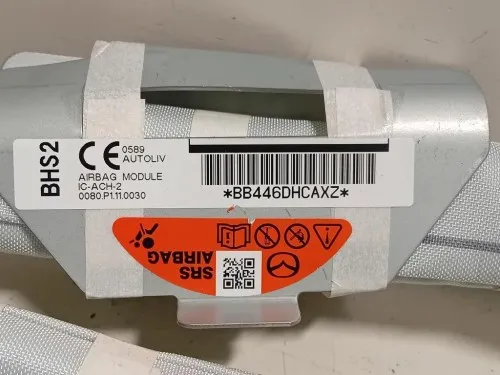 BHS2
CE 0589
AUTOLIV
AIRBAG MODULE
IC-ACH-2
0080.P1.11.0030
*BB446DHCAXZ*
SRS
AIRBAG